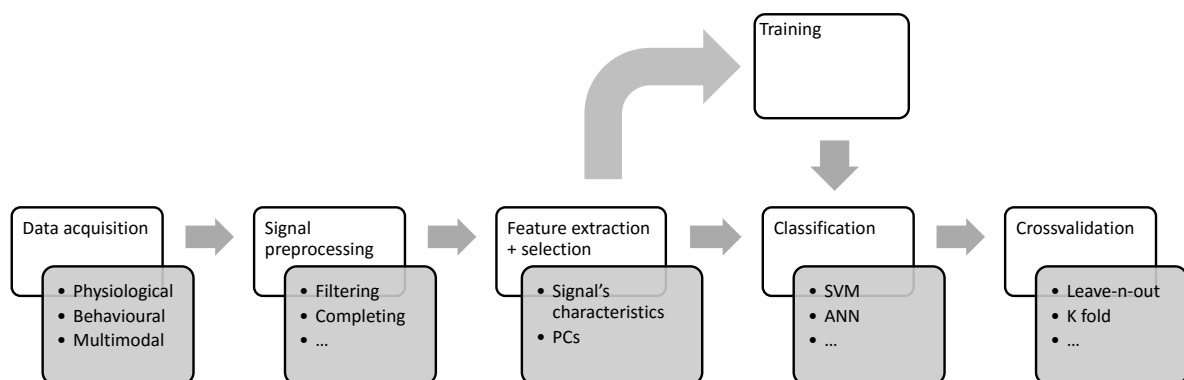 Training
Data acquisition
• Physiological
• Behavioural
• Multimodal
Signal
preprocessing
• Filtering
• Completing
• ...
Feature extraction
+ selection
• Signal’s
characteristics
• PCs
Classification
• SVM
• ANN
• ...
Crossvalidation
• Leave-n-out
• K fold
• ...